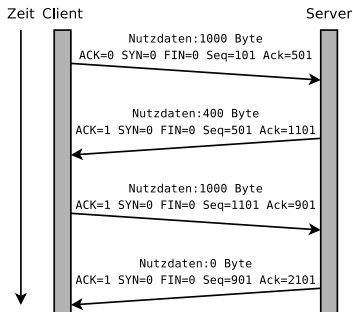 Zeit Client Server
Nutzdaten:1000 Byte
ACK=0 SYN=0 FIN=0 Seq=101 Ack=501
Nutzdaten:400 Byte
ACK=1 SYN=0 FIN=0 Seq=501 Ack=1101
Nutzdaten:1000 Byte
ACK=1 SYN=0 FIN=0 Seq=1101 Ack=901
Nutzdaten:0 Byte
ACK=1 SYN=0 FIN=0 Seq=901 Ack=2101